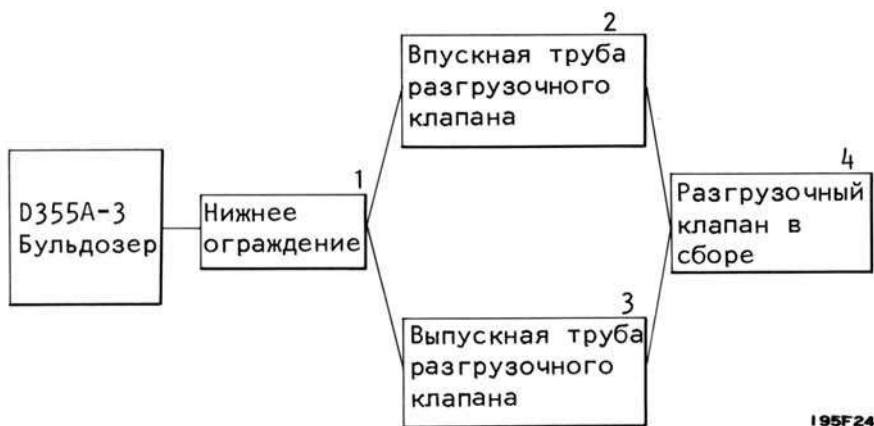 D355A-3
Бульдозер
1
Нижнее
ограждение
2
Впускная труба
разгрузочного
клапана
3
Выпускная труба
разгрузочного
клапана
4
Разгрузочный
клапан в
сборе
195F24